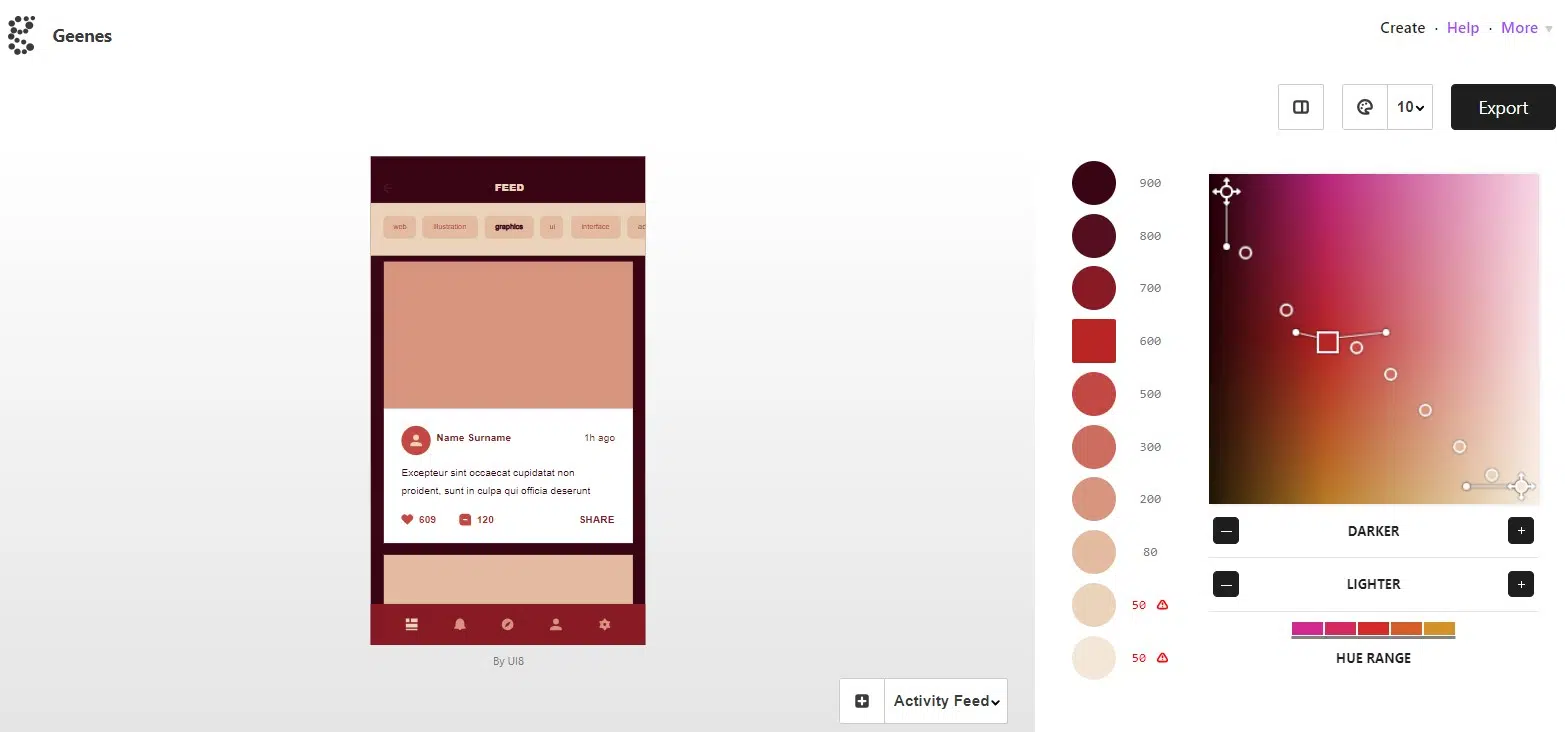 Geenes
Create · Help · More
10
Export
FEED
web illustration graphics ui interface ad
Name Surname 1h ago
Excepteur sint occaecat cupidatat non
proident, sunt in culpa qui officia deserunt
609 120 SHARE
By UI8
Activity Feed
900
800
700
600
500
300
200
80
50
50
DARKER
LIGHTER
HUE RANGE